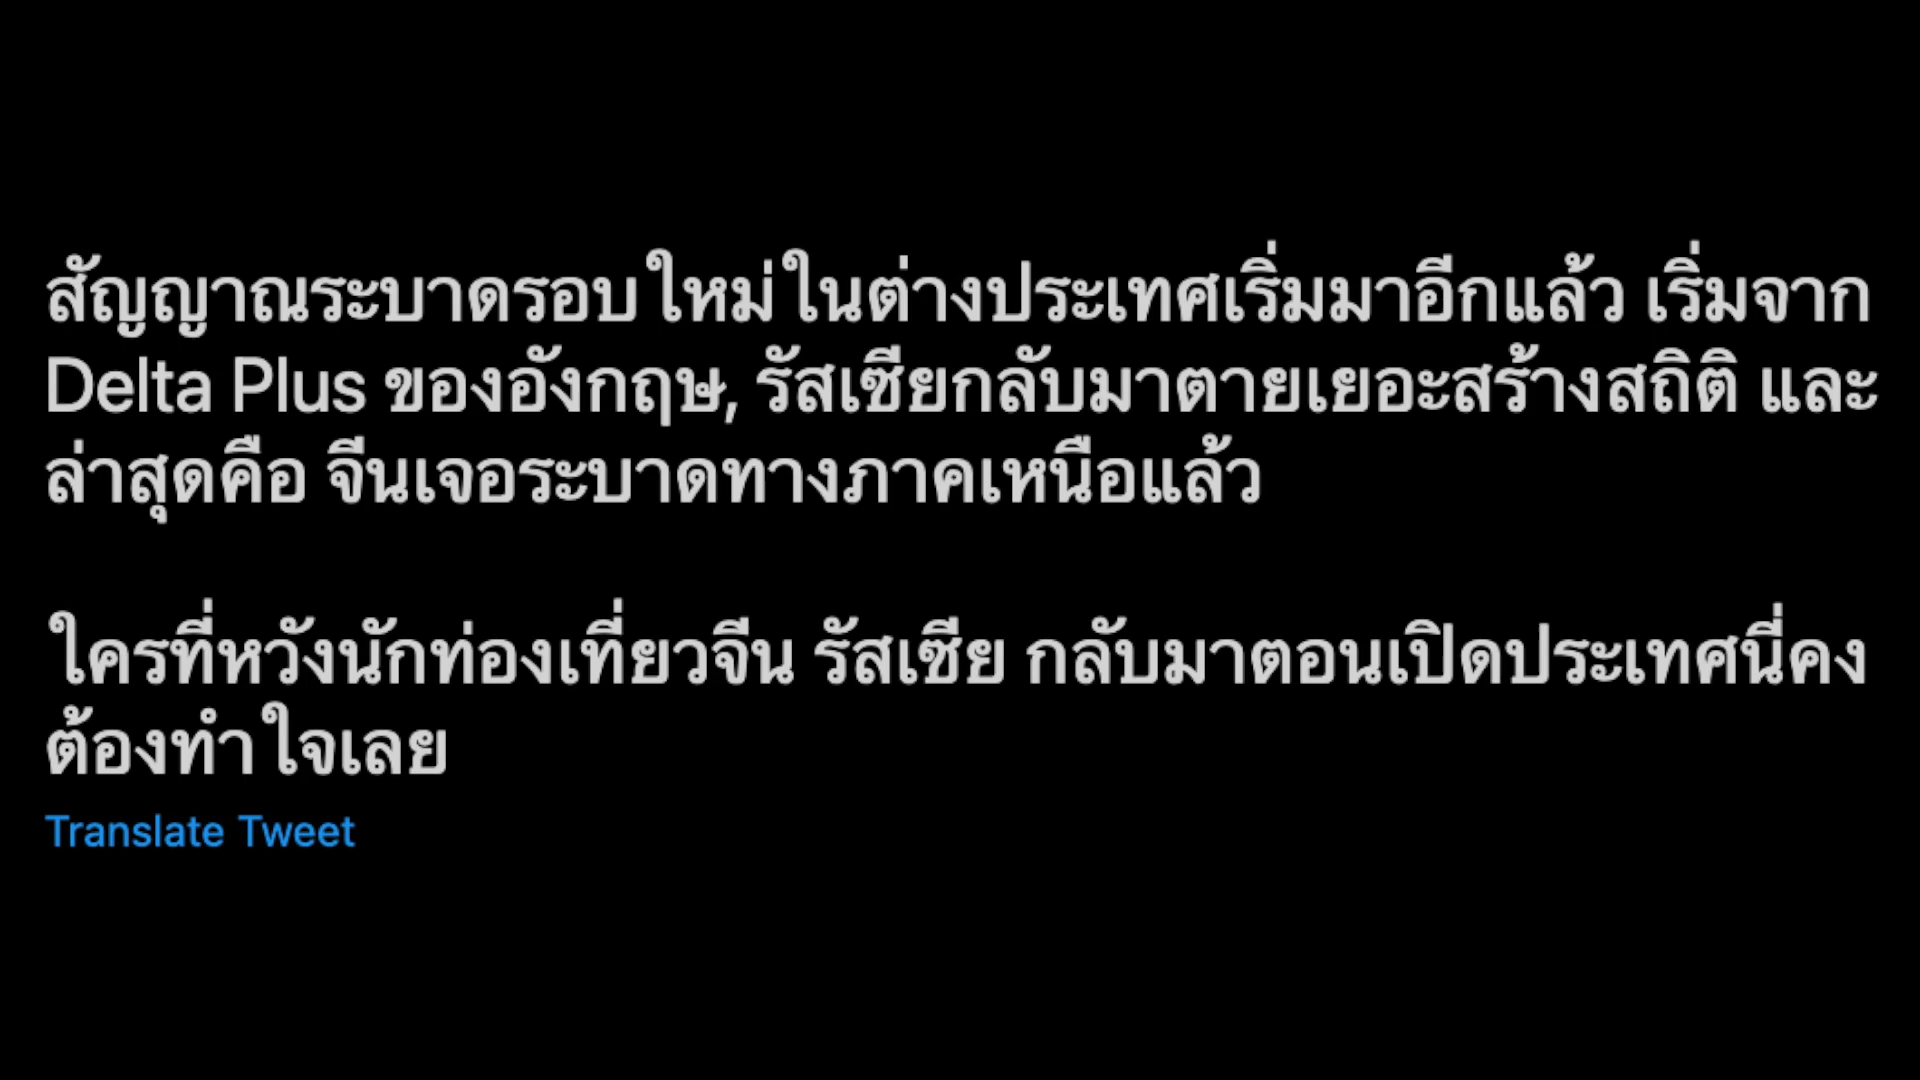 สัญญาณระบาดรอบใหม่ในต่างประเทศเริ่มมาอีกแล้ว เริ่มจาก
Delta Plus ของอังกฤษ, รัสเซียกลับมาตายเยอะสร้างสถิติ และ
ล่าสุดคือ จีนเจอระบาดทางภาคเหนือแล้ว
ใครที่หวังนักท่องเที่ยวจีน รัสเซีย กลับมาตอนเปิดประเทศนี่คง
ต้องทำใจเลย
Translate Tweet